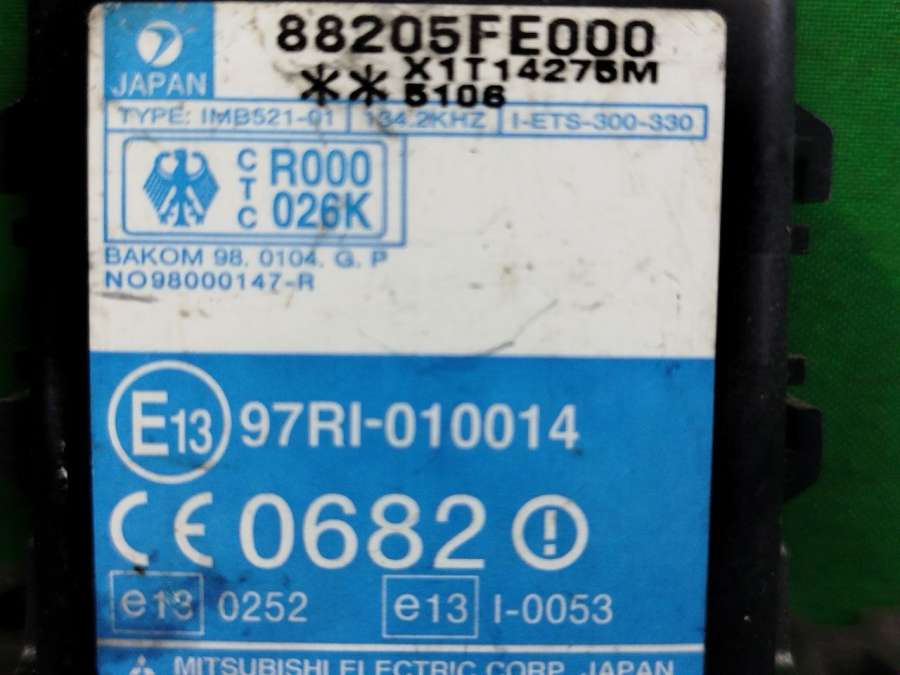 88205FE000
JAPAN
X1T14275M
** 5106
TYPE: IMB521-01 134.2KHZ I-ETS-300-330
CTC R000
026K
BAKOM 98. 0104. G. P
NO98000147-R
E13 97RI-010014
CE 0682
e13 0252 e13 I-0053
MITSUBISHI ELECTRIC CORP. JAPAN